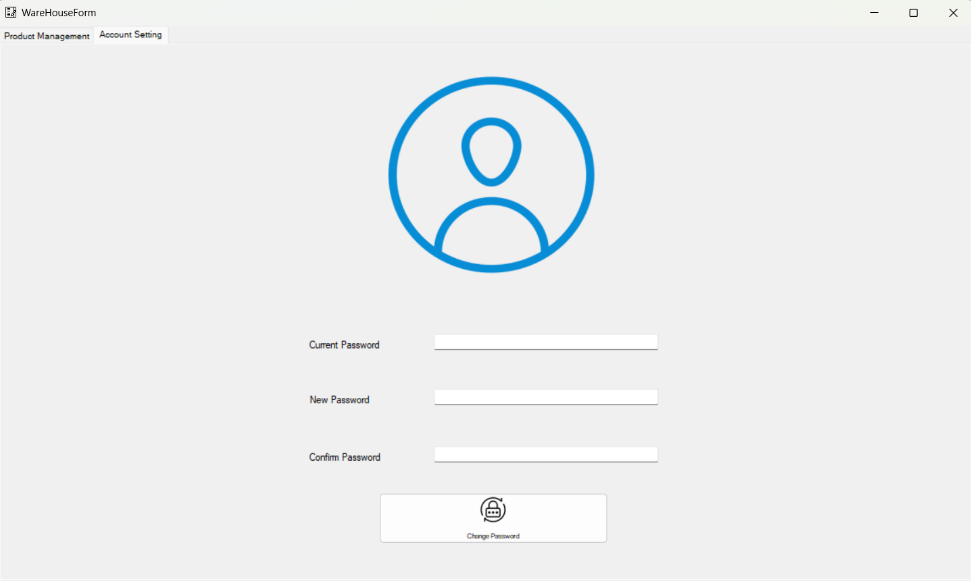 WareHouseForm
Product Management Account Setting
Current Password
New Password
Confirm Password
Change Password